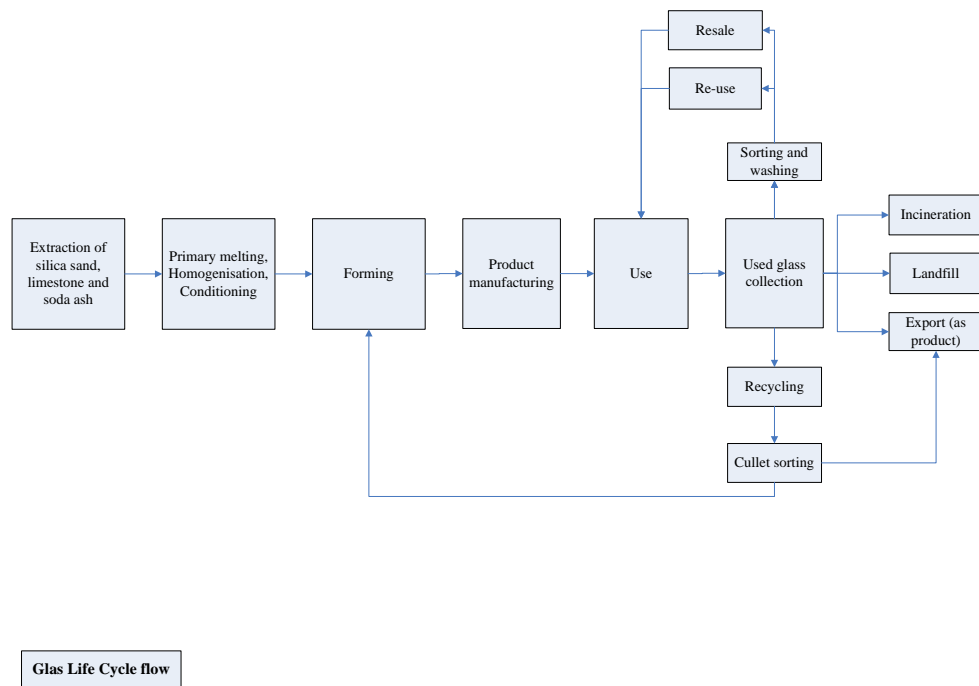 Resale
Re-use
Sorting and
washing
Extraction of
silica sand,
limestone and
soda ash
Primary melting,
Homogenisation,
Conditioning
Forming
Product
manufacturing
Use
Used glass
collection
Incineration
Landfill
Export (as
product)
Recycling
Cullet sorting
Glas Life Cycle flow